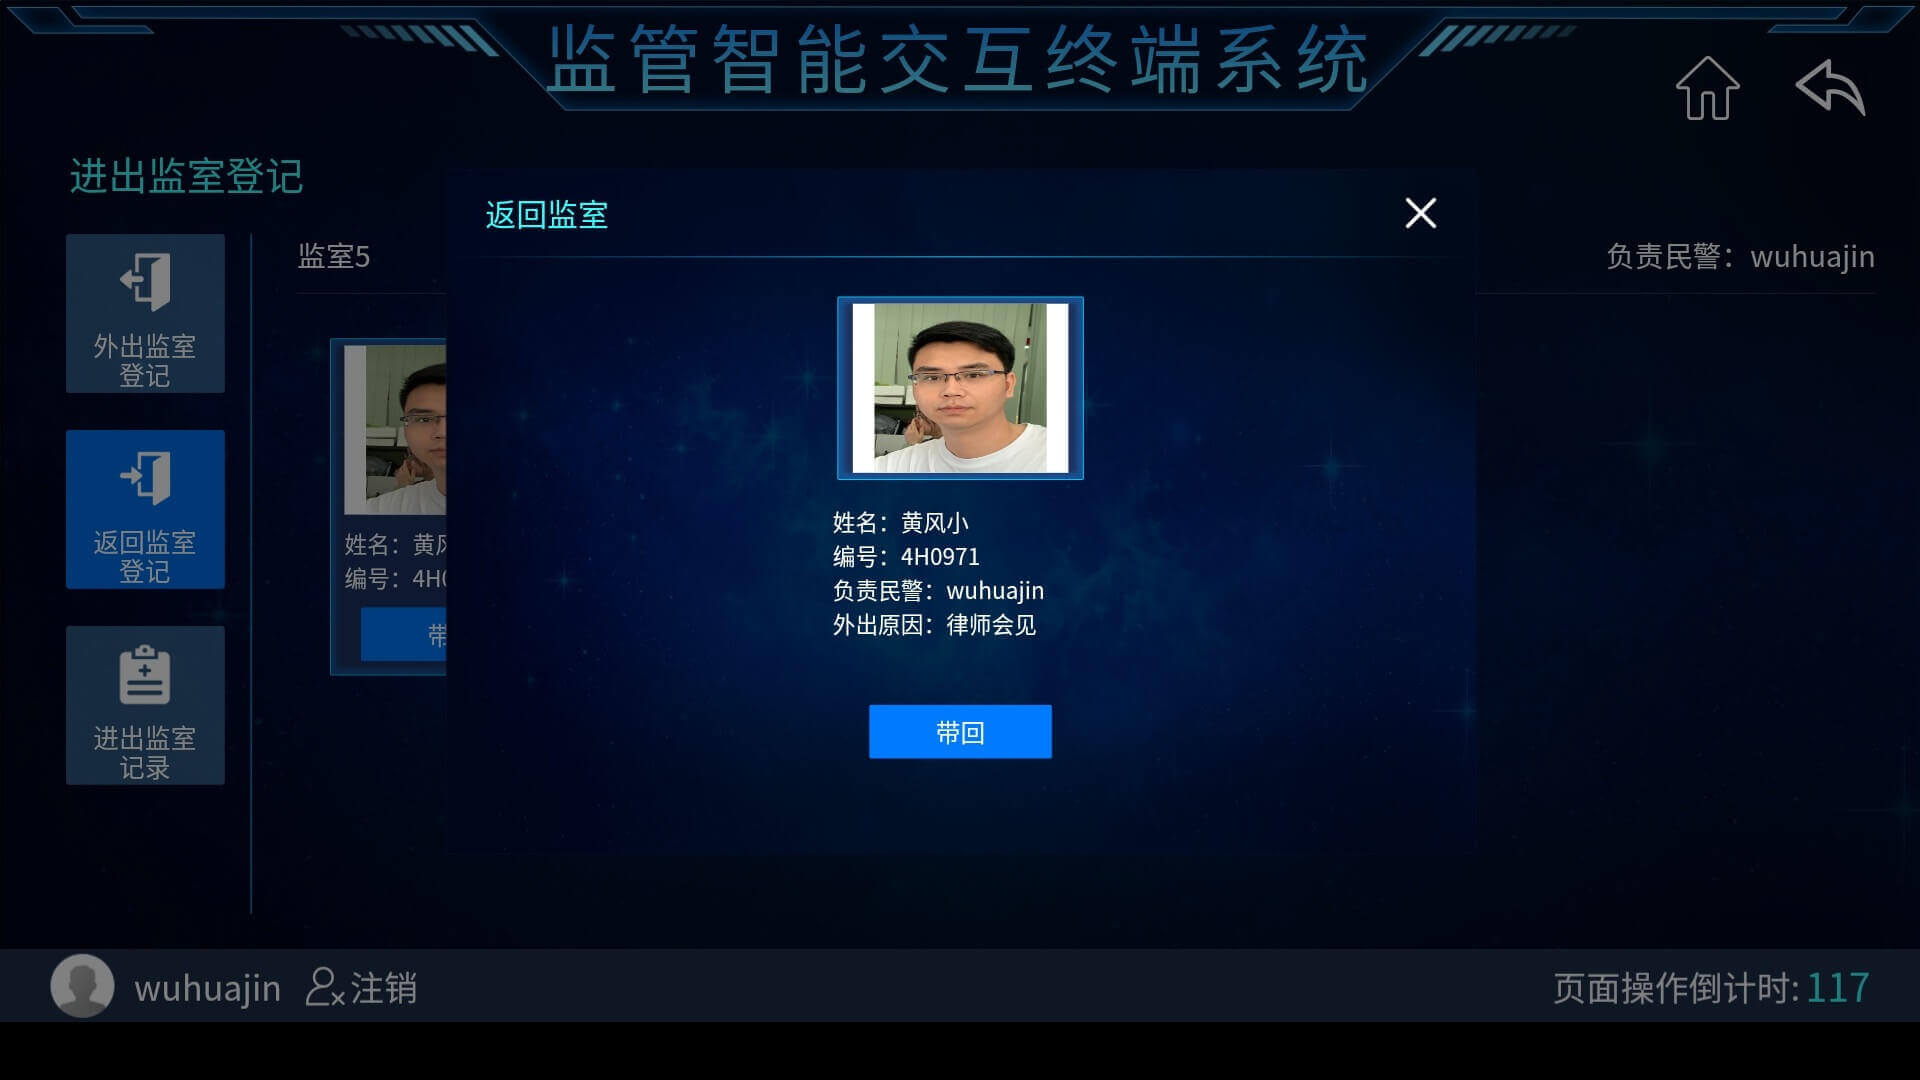 监管智能交互终端系统
进出监室登记
外出监室
登记
返回监室
登记
进出监室
记录
监室5
负责民警：wuhuajin
姓名：黄风
编号：4H0
带
返回监室
姓名：黄风小
编号：4H0971
负责民警：wuhuajin
外出原因：律师会见
带回
wuhuajin
注销
页面操作倒计时:117